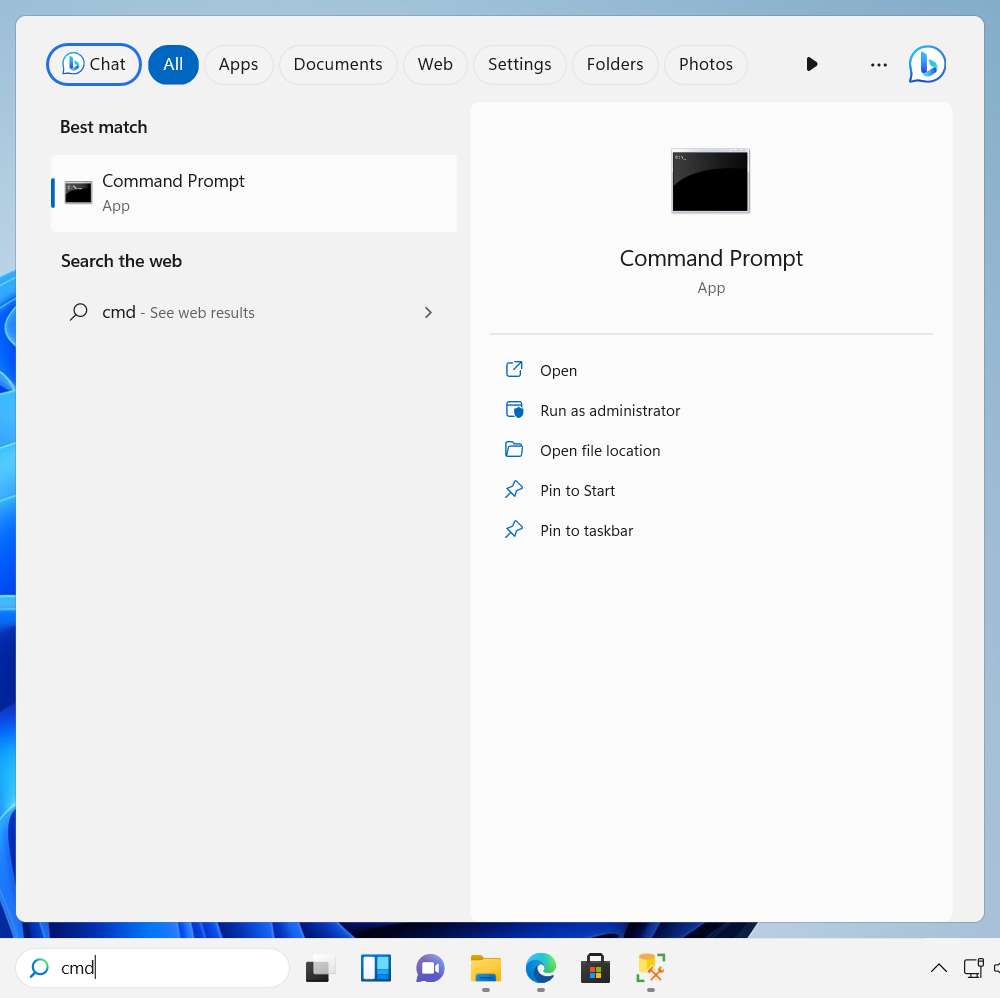 Chat
All
Apps
Documents
Web
Settings
Folders
Photos
Best match
Command Prompt
App
Search the web
cmd - See web results
Command Prompt
App
Open
Run as administrator
Open file location
Pin to Start
Pin to taskbar
cmd